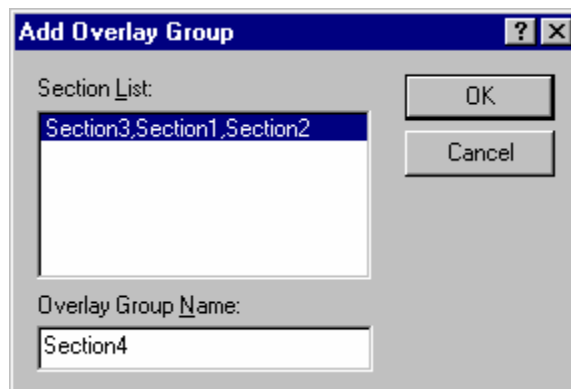 Add Overlay Group
Section List:
OK
Section3,Section1,Section2
Cancel
Overlay Group Name:
Section4